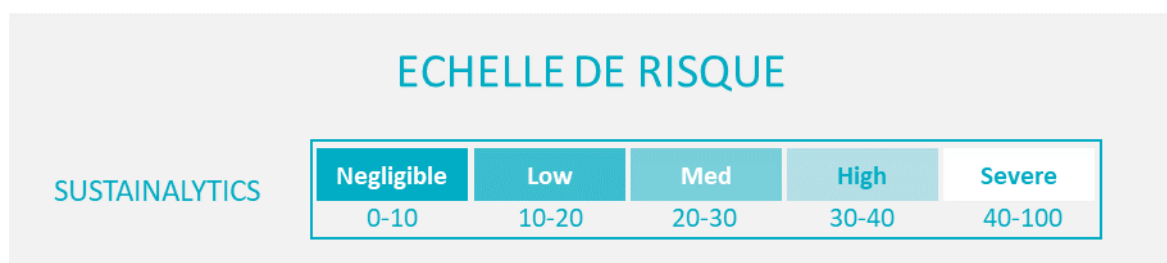 ECHELLE DE RISQUE
SUSTAINALYTICS
Negligible Low Med High Severe
0-10 10-20 20-30 30-40 40-100